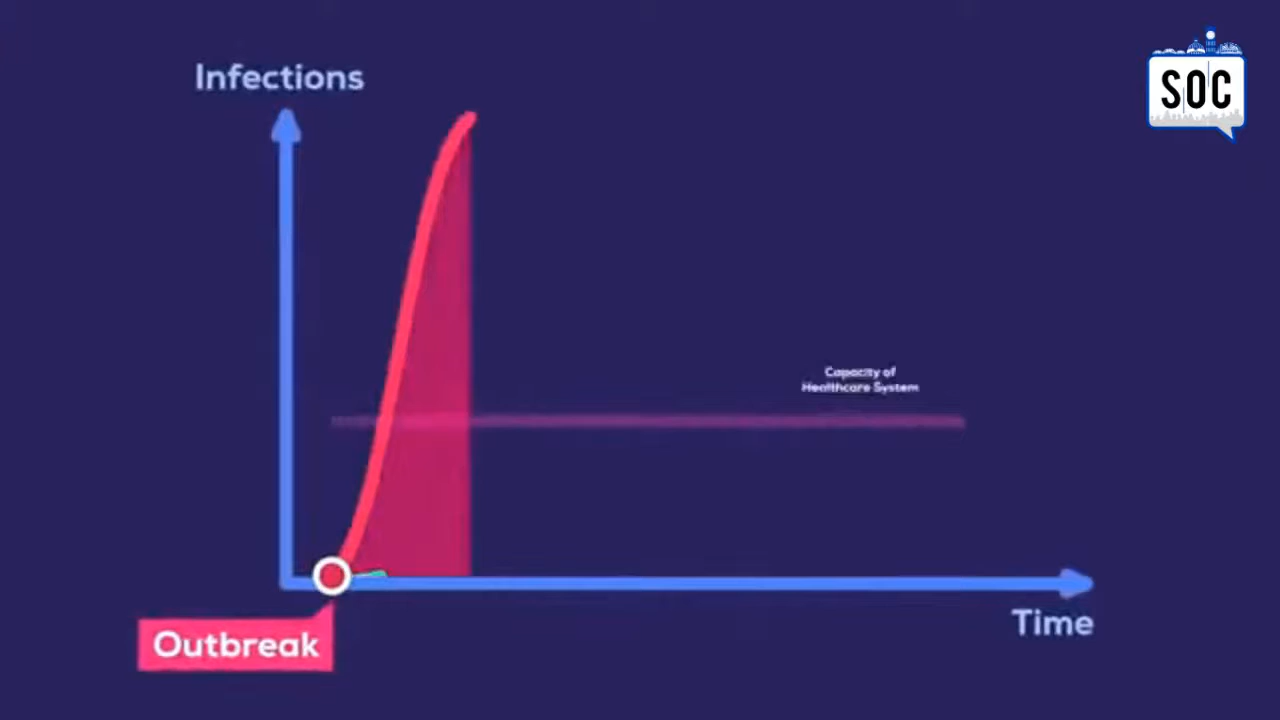 Infections
SOC
Capacity of
Healthcare System
Time
Outbreak